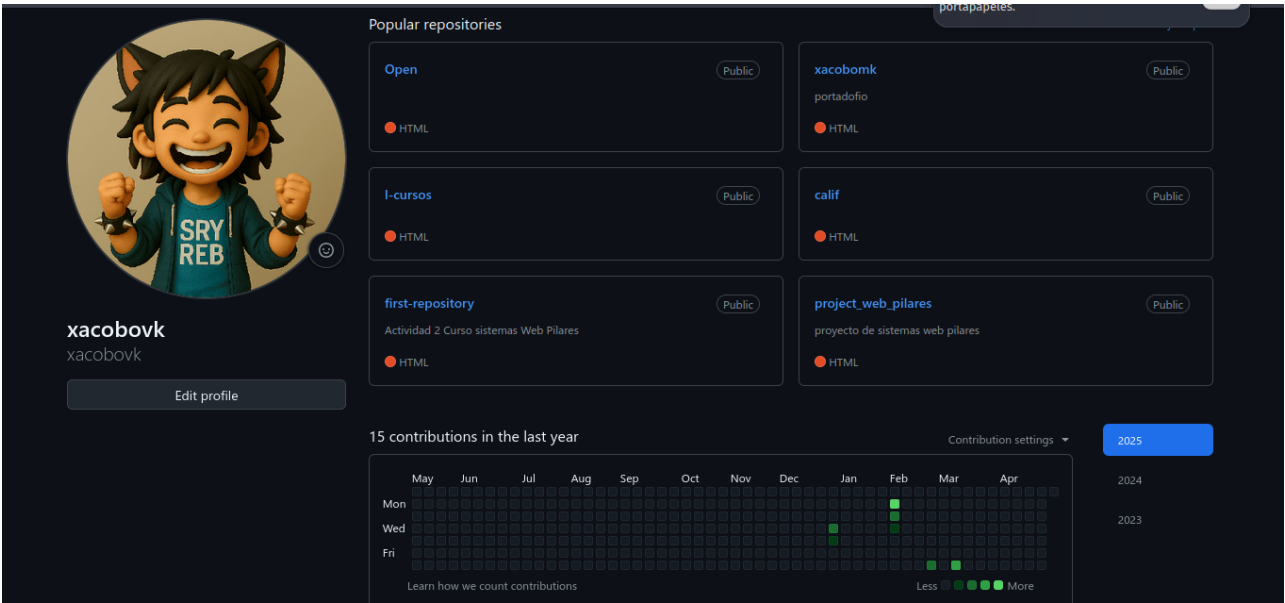 portapapeles.
Popular repositories
Open
Public
HTML
xacobomk
Public
portadofio
HTML
l-cursos
Public
HTML
calif
Public
HTML
first-repository
Public
Actividad 2 Curso sistemas Web Pilares
HTML
project_web_pilares
Public
proyecto de sistemas web pilares
HTML
SRY
REB
xacobovk
xacobovk
Edit profile
15 contributions in the last year
Contribution settings
2025
2024
2023
May Jun Jul Aug Sep Oct Nov Dec Jan Feb Mar Apr
Mon
Wed
Fri
Learn how we count contributions
Less More